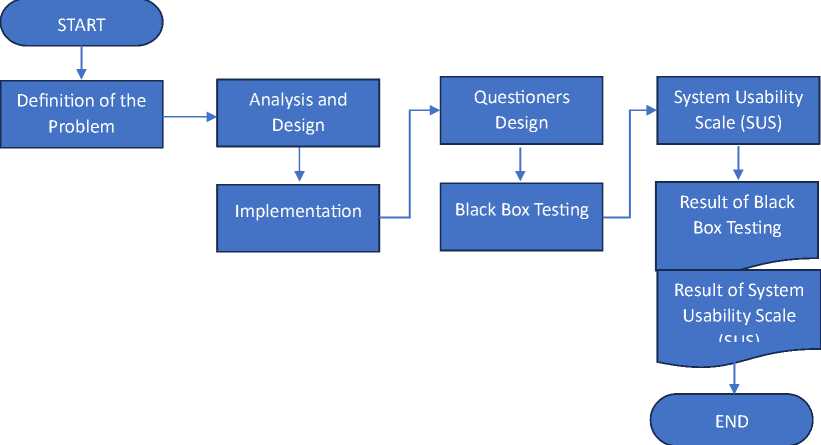 START
Definition of the
Problem
Analysis and
Design
Implementation
Questioners
Design
Black Box Testing
System Usability
Scale (SUS)
Result of Black
Box Testing
Result of System
Usability Scale
(SUS)
END